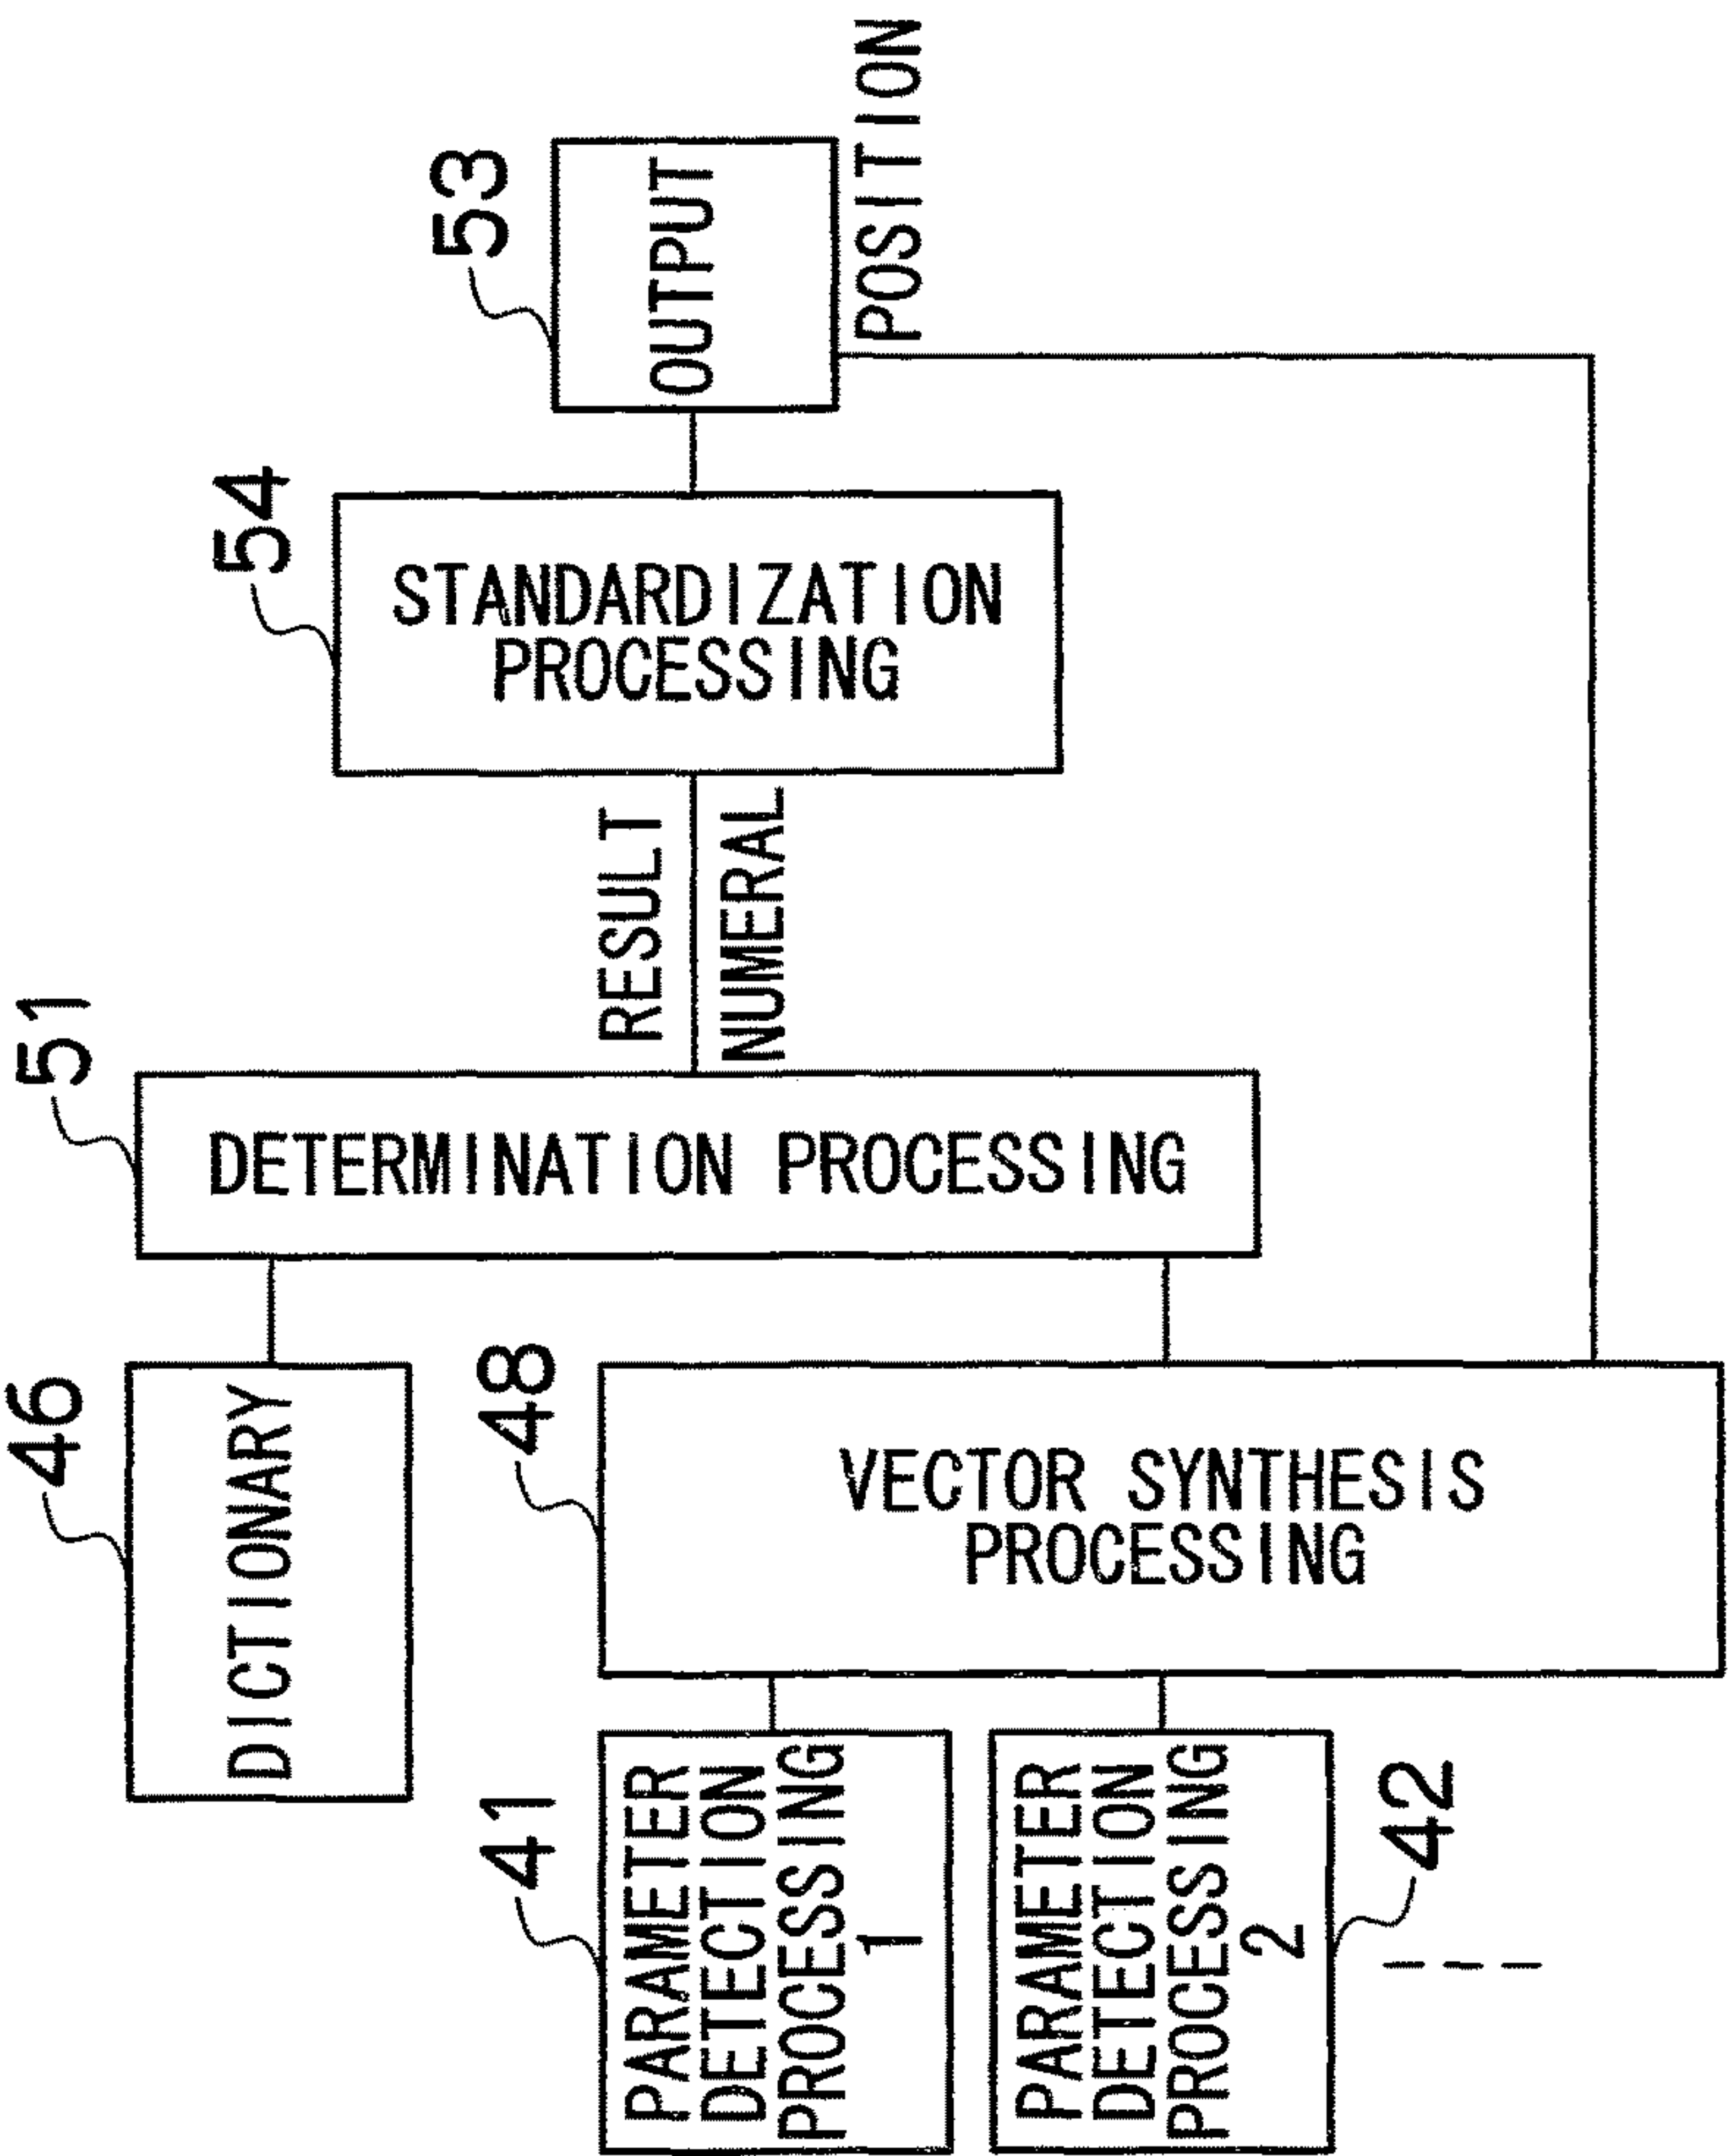 53
OUTPUT
POSITION
54
STANDARDIZATION
PROCESSING
RESULT
NUMERAL
51
DETERMINATION PROCESSING
46
DICTIONARY
48
VECTOR SYNTHESIS
PROCESSING
41
PARAMETER
DETECTION
PROCESSING
1
PARAMETER
DETECTION
PROCESSING
2
42